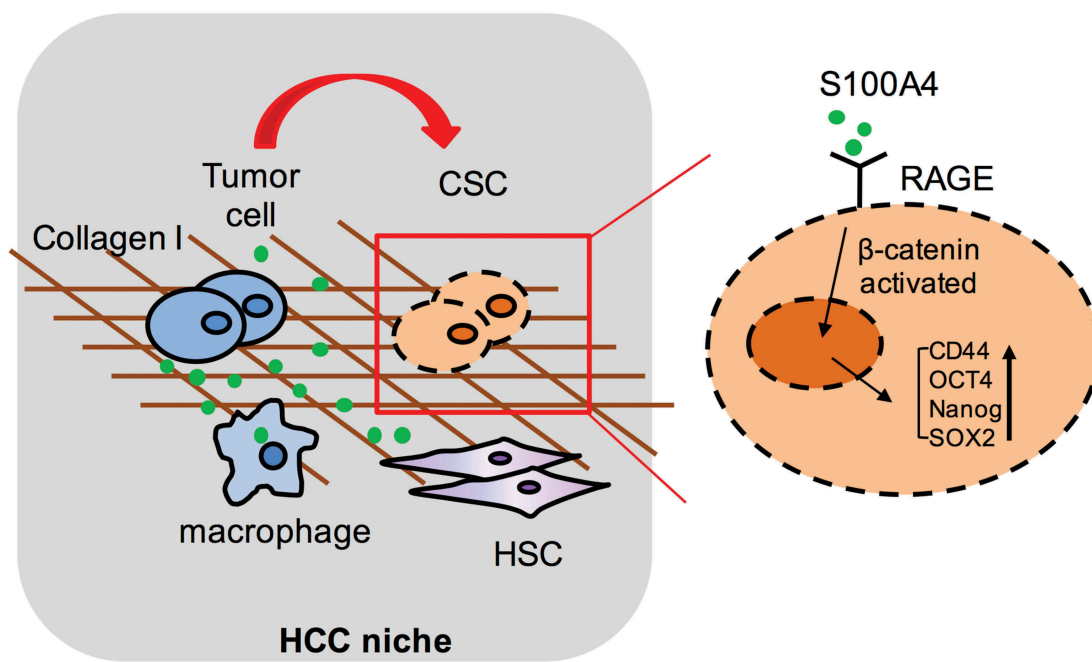 Tumor
cell
CSC
Collagen I
macrophage
HSC
HCC niche
S100A4
RAGE
β-catenin
activated
CD44
OCT4
Nanog
SOX2